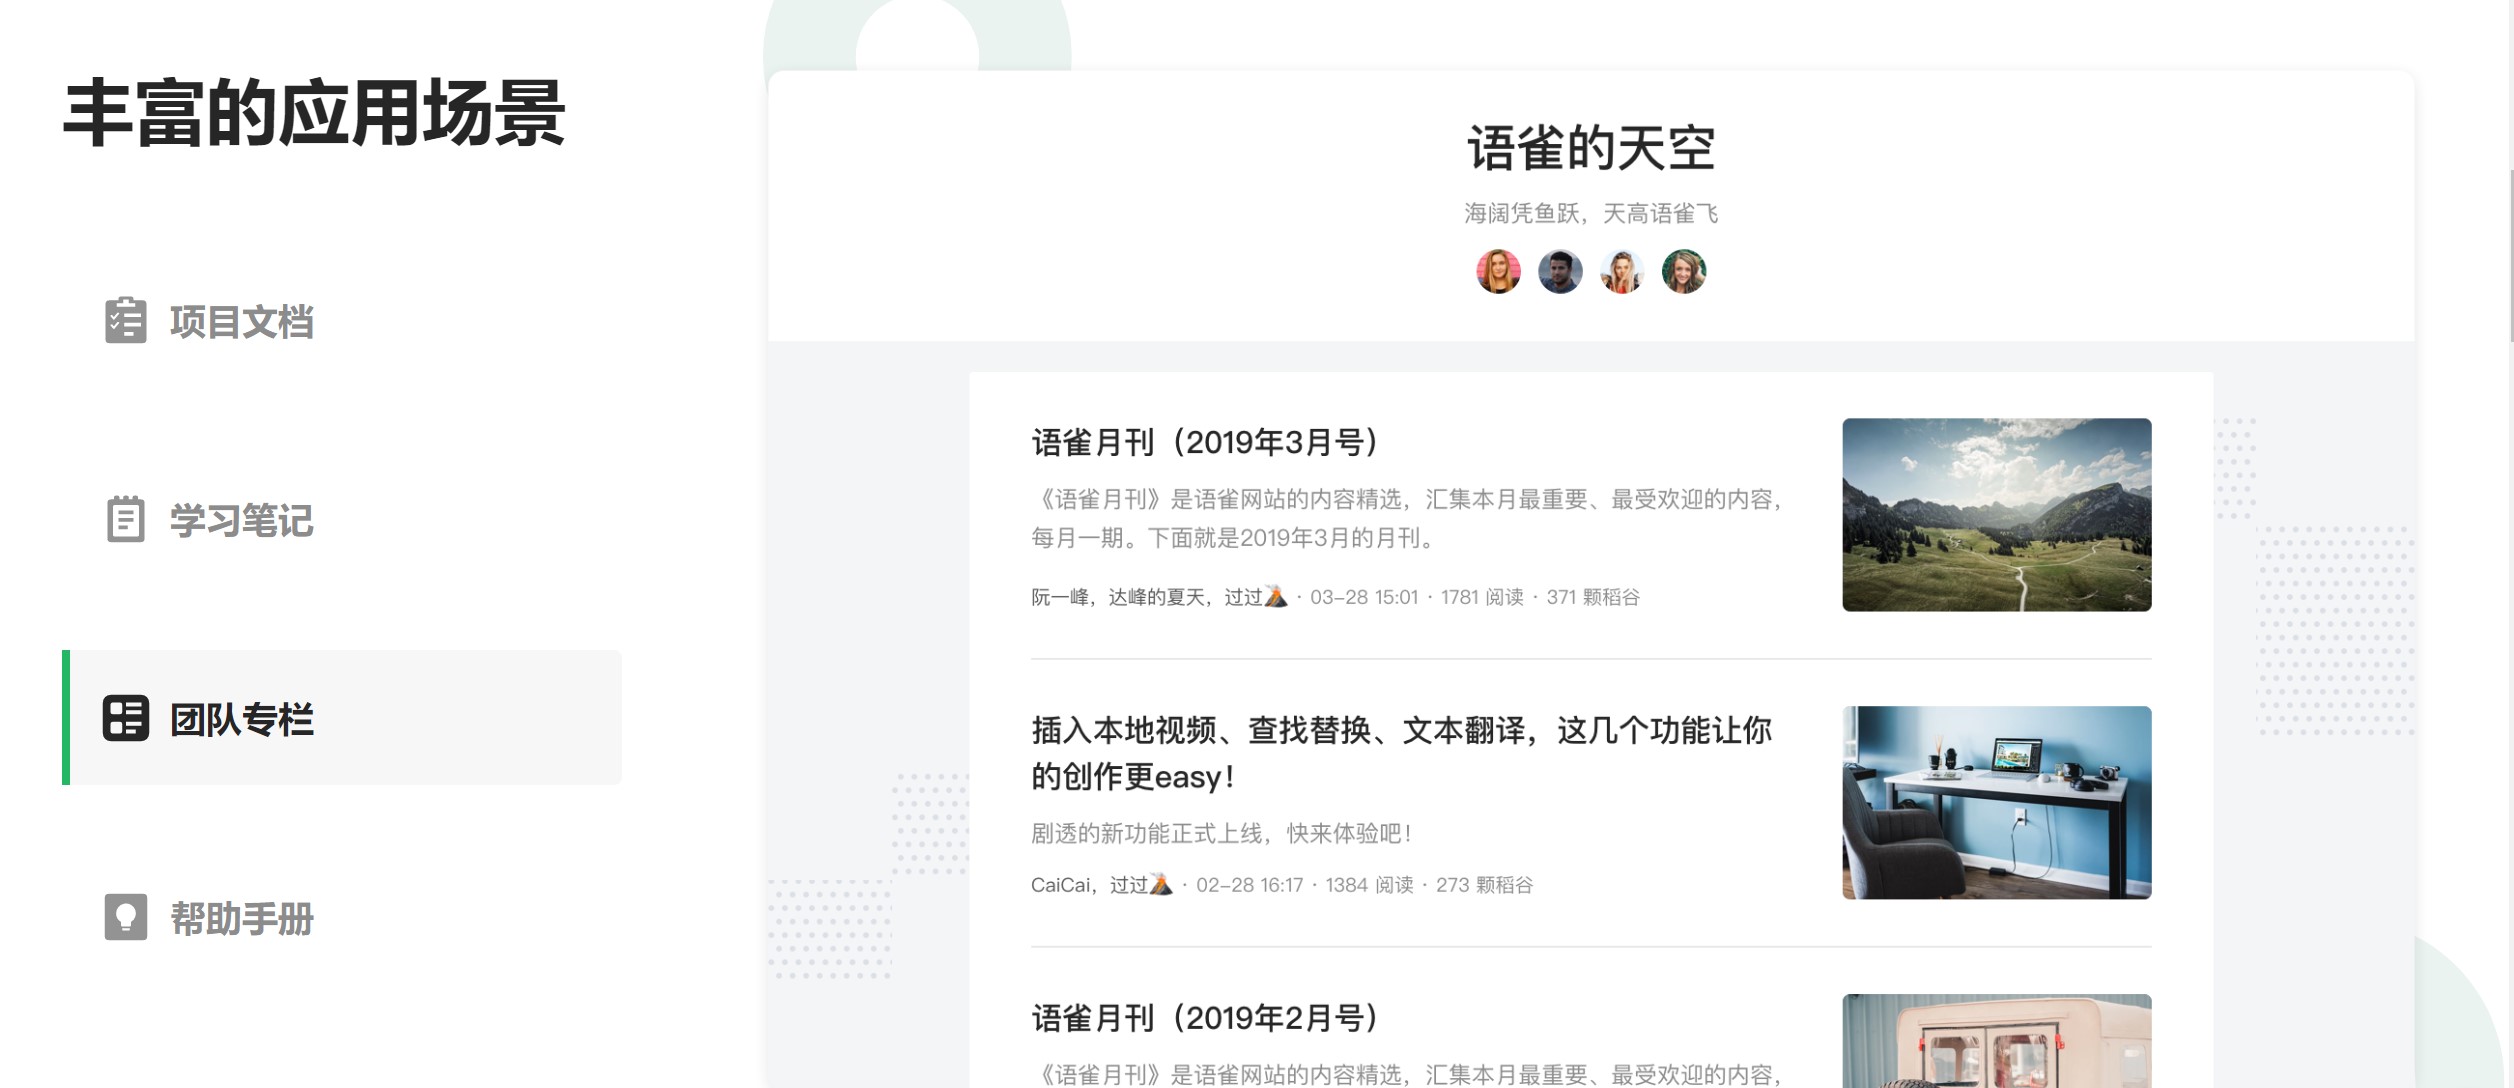 丰富的应用场景
项目文档
学习笔记
团队专栏
帮助手册
语雀的天空
海阔凭鱼跃，天高语雀飞
语雀月刊（2019年3月号）
《语雀月刊》是语雀网站的内容精选，汇集本月最重要、最受欢迎的内容，
每月一期。下面就是2019年3月的月刊。
阮一峰，达峰的夏天，过过🌋 · 03-28 15:01 · 1781 阅读 · 371 颗稻谷
插入本地视频、查找替换、文本翻译，这几个功能让你
的创作更easy！
剧透的新功能正式上线，快来体验吧！
CaiCai，过过🌋 · 02-28 16:17 · 1384 阅读 · 273 颗稻谷
语雀月刊（2019年2月号）
《语雀月刊》是语雀网站的内容精选，汇集本月最重要、最受欢迎的内容，